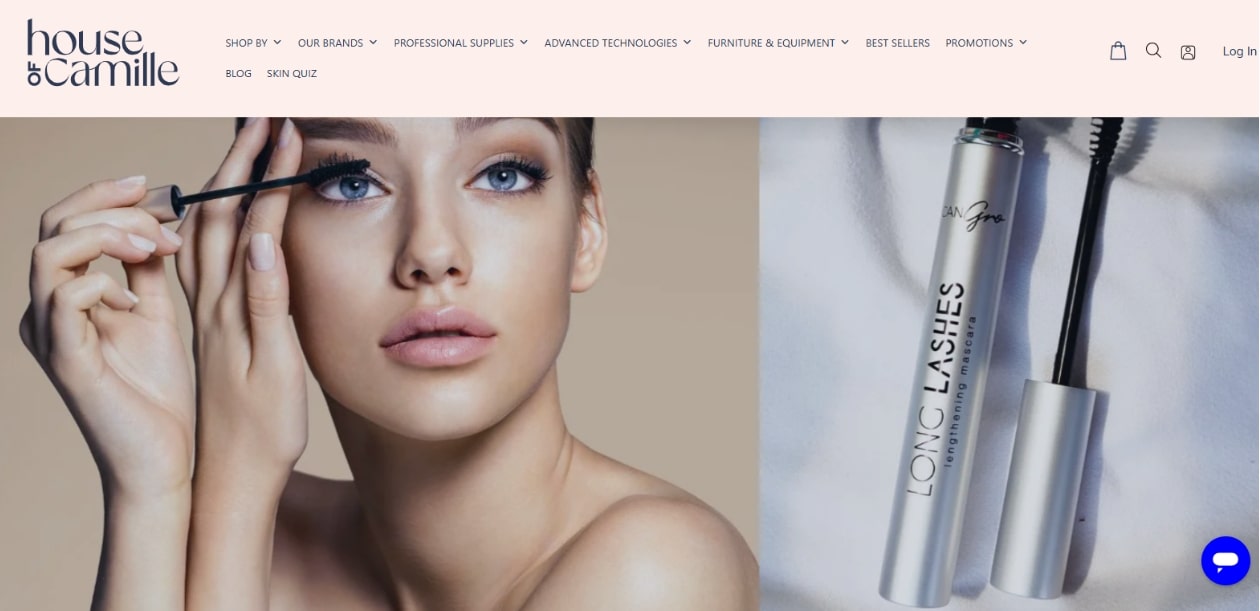 house
OF Camille
SHOP BY OUR BRANDS PROFESSIONAL SUPPLIES ADVANCED TECHNOLOGIES FURNITURE & EQUIPMENT BEST SELLERS PROMOTIONS
BLOG SKIN QUIZ
Log In
CAN Gro
LONG LASHES
lengthening mascara